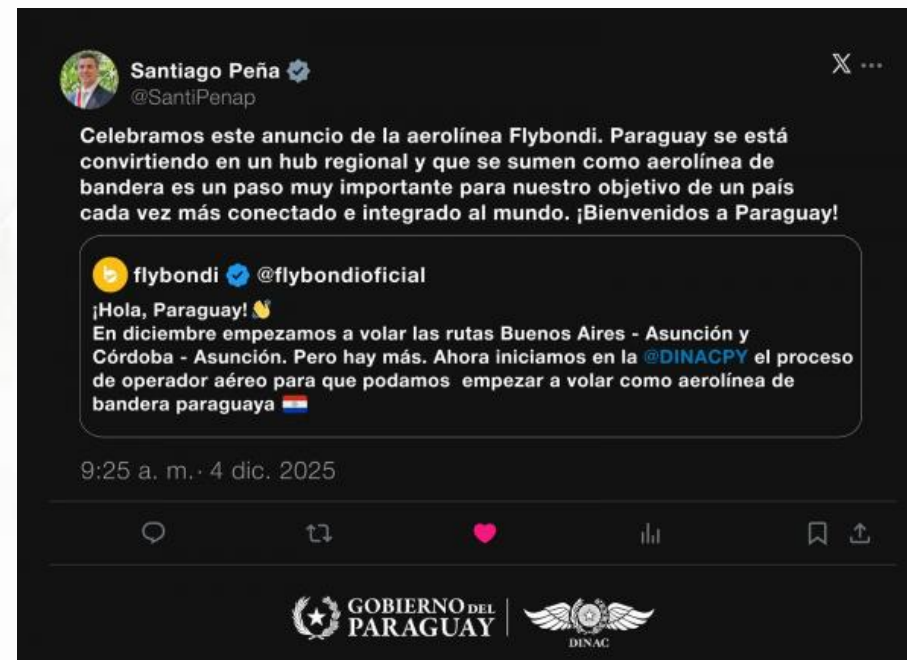 Santiago Peña
@SantiPenap
Celebramos este anuncio de la aerolínea Flybondi. Paraguay se está
convirtiendo en un hub regional y que se sumen como aerolínea de
bandera es un paso muy importante para nuestro objetivo de un país
cada vez más conectado e integrado al mundo. ¡Bienvenidos a Paraguay!
flybondi @flybondioficial
¡Hola, Paraguay!👋
En diciembre empezamos a volar las rutas Buenos Aires - Asunción y
Córdoba - Asunción. Pero hay más. Ahora iniciamos en la @DINACPY el proceso
de operador aéreo para que podamos empezar a volar como aerolínea de
bandera paraguaya 🇵🇾
9:25 a. m.· 4 dic. 2025
GOBIERNO DEL
PARAGUAY
DINAC